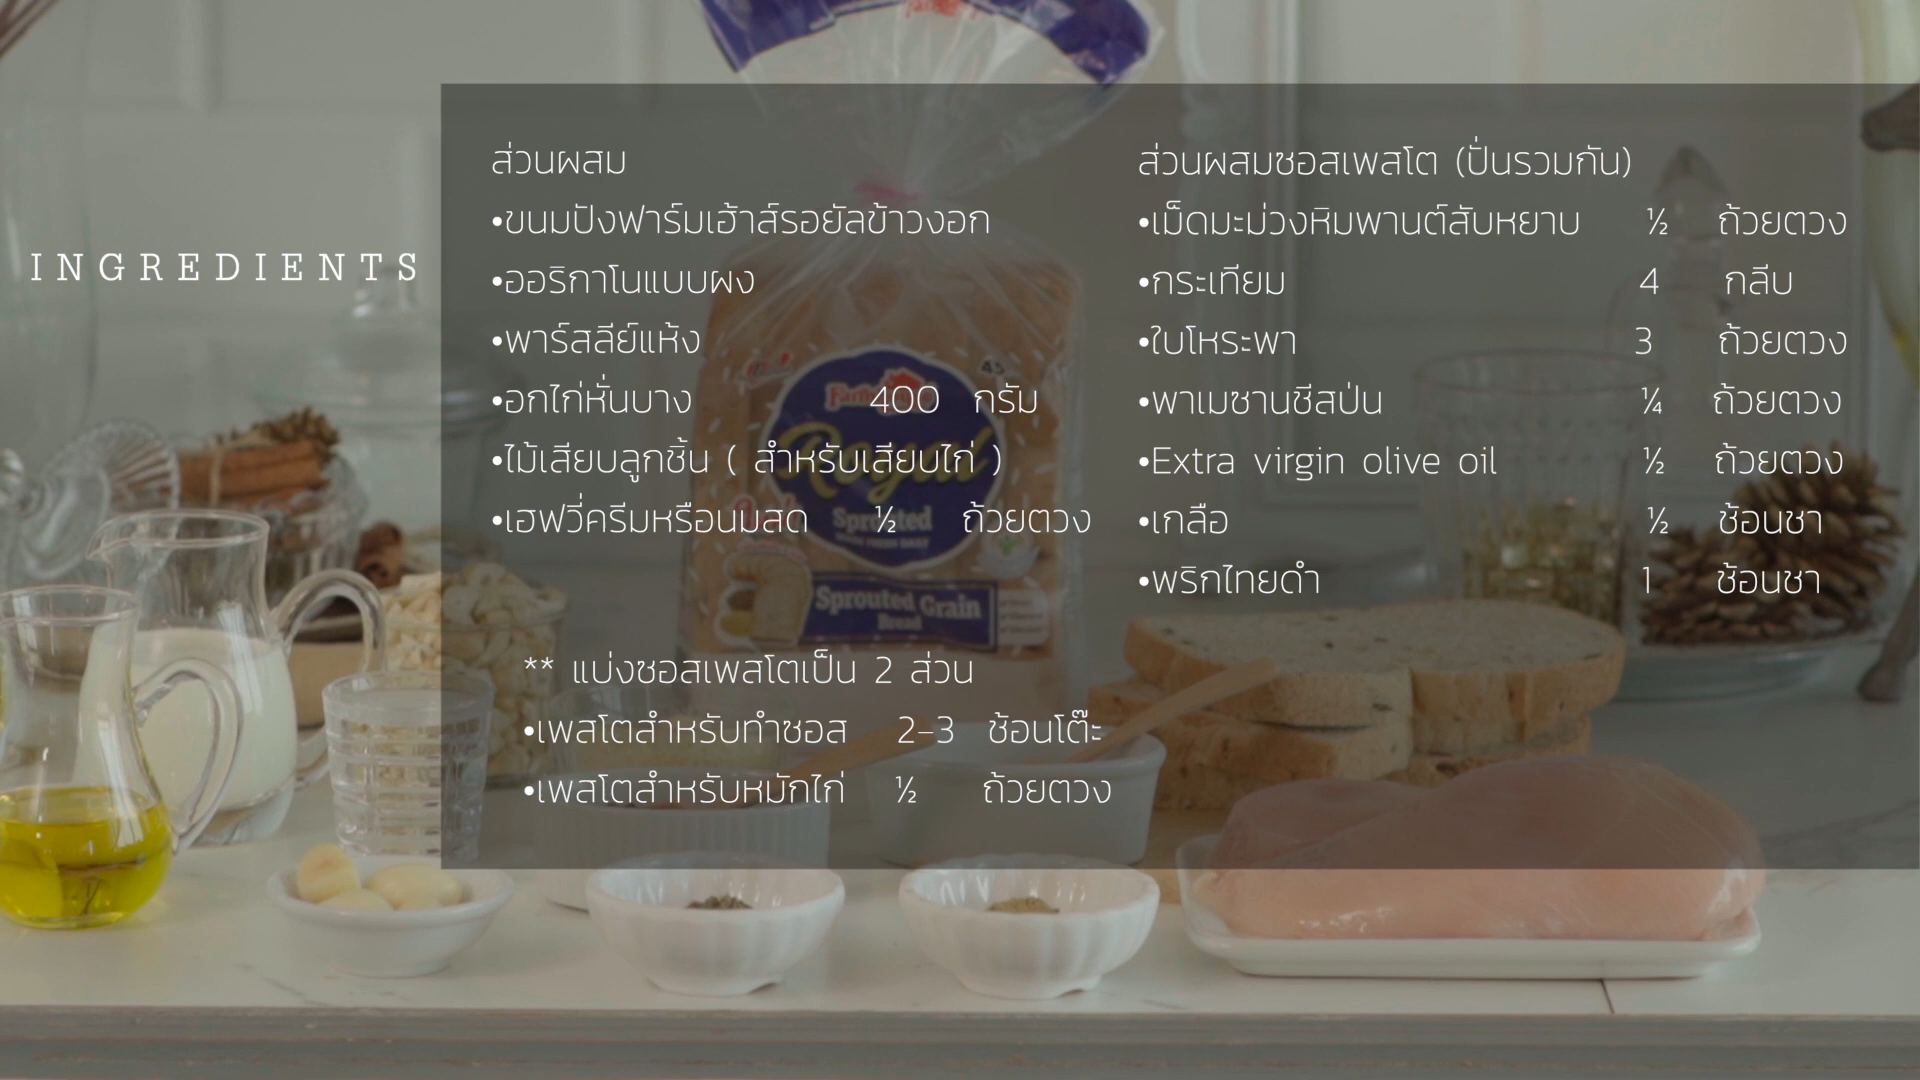 INGREDIENTS
ส่วนผสม
•ขนมปังฟาร์มเฮ้าส์รอยัลข้าวงอก
•ออริกาโนแบบผง
•พาร์สลีย์แห้ง
•อกไก่หั่นบาง 400 กรัม
•ไม้เสียบลูกชิ้น ( สำหรับเสียบไก่ )
•เฮฟวี่ครีมหรือนมสด ½ ถ้วยตวง
** แบ่งซอสเพสโตเป็น 2 ส่วน
•เพสโตสำหรับทำซอส 2-3 ช้อนโต๊ะ
•เพสโตสำหรับหมักไก่ ½ ถ้วยตวง
ส่วนผสมซอสเพสโต (ปั่นรวมกัน)
•เม็ดมะม่วงหิมพานต์สับหยาบ ½ ถ้วยตวง
•กระเทียม 4 กลีบ
•ใบโหระพา 3 ถ้วยตวง
•พาเมซานชีสป่น ¼ ถ้วยตวง
•Extra virgin olive oil ½ ถ้วยตวง
•เกลือ ½ ช้อนชา
•พริกไทยดำ 1 ช้อนชา
Royal
Sprouted
Sprouted Grain
Bread